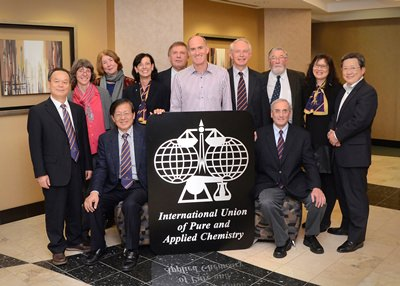 International Union
of Pure and
Applied Chemistry